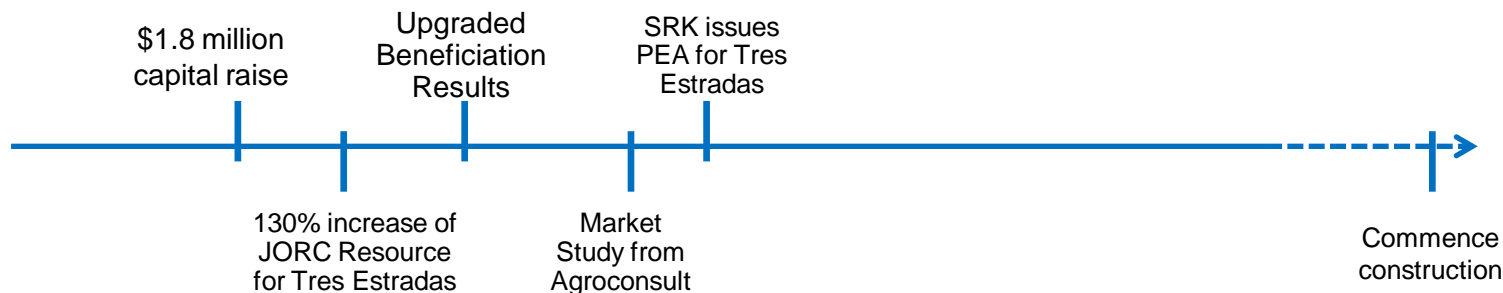 $1.8 million
capital raise
Upgraded
Beneficiation
Results
SRK issues
PEA for Tres
Estradas
130% increase of
JORC Resource
for Tres Estradas
Market
Study from
Agroconsult
Commence
construction